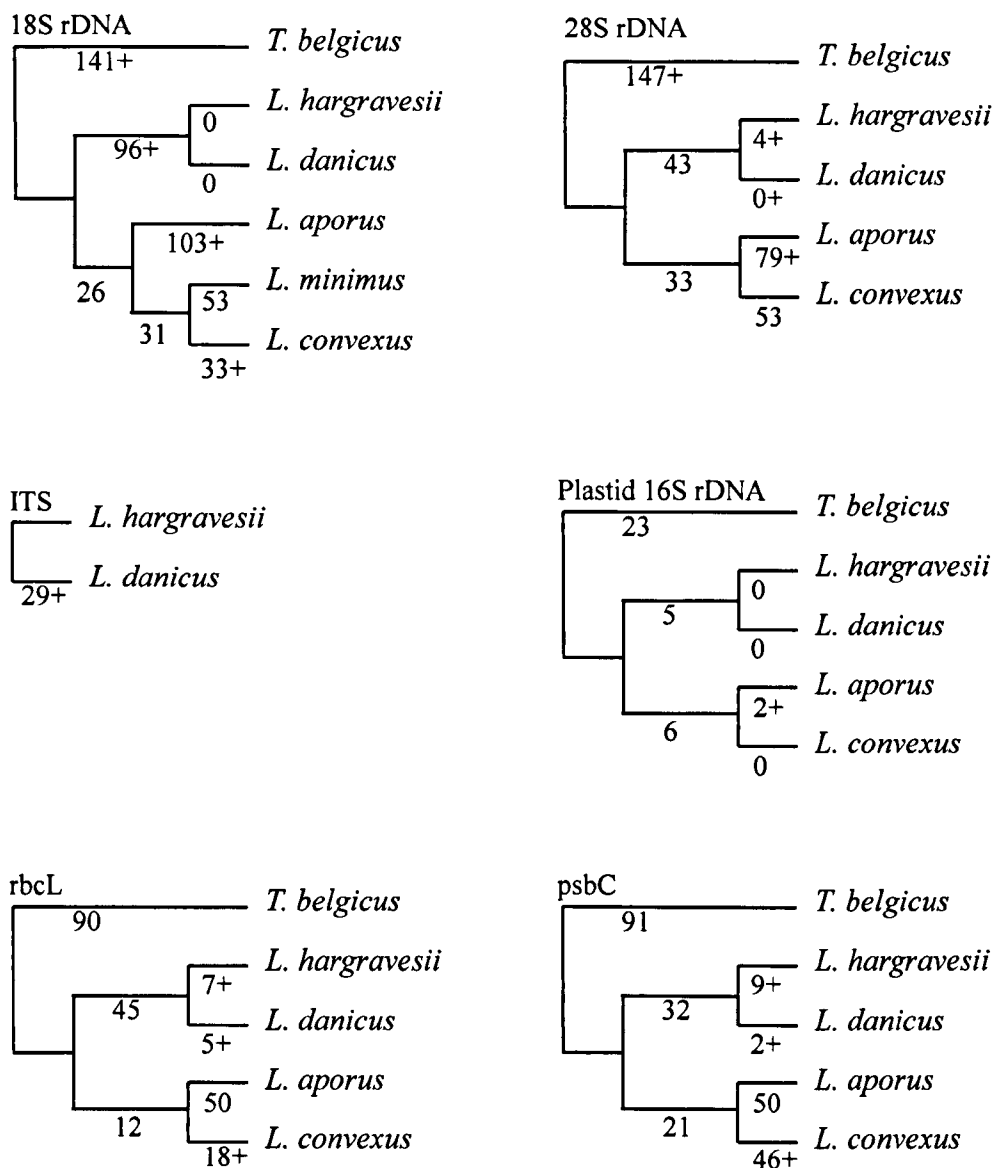 18S rDNA
T. belgicus
141+
L. hargravesii
0
96+
L. danicus
0
L. aporus
103+
26
L. minimus
53
31
L. convexus
33+
28S rDNA
T. belgicus
147+
L. hargravesii
4+
43
L. danicus
0+
L. aporus
79+
33
L. convexus
53
ITS
L. hargravesii
L. danicus
29+
Plastid 16S rDNA
T. belgicus
23
L. hargravesii
0
5
L. danicus
0
L. aporus
2+
6
L. convexus
0
rbcL
T. belgicus
90
L. hargravesii
7+
45
L. danicus
5+
L. aporus
50
12
L. convexus
18+
psbC
T. belgicus
91
L. hargravesii
9+
32
L. danicus
2+
L. aporus
50
21
L. convexus
46+